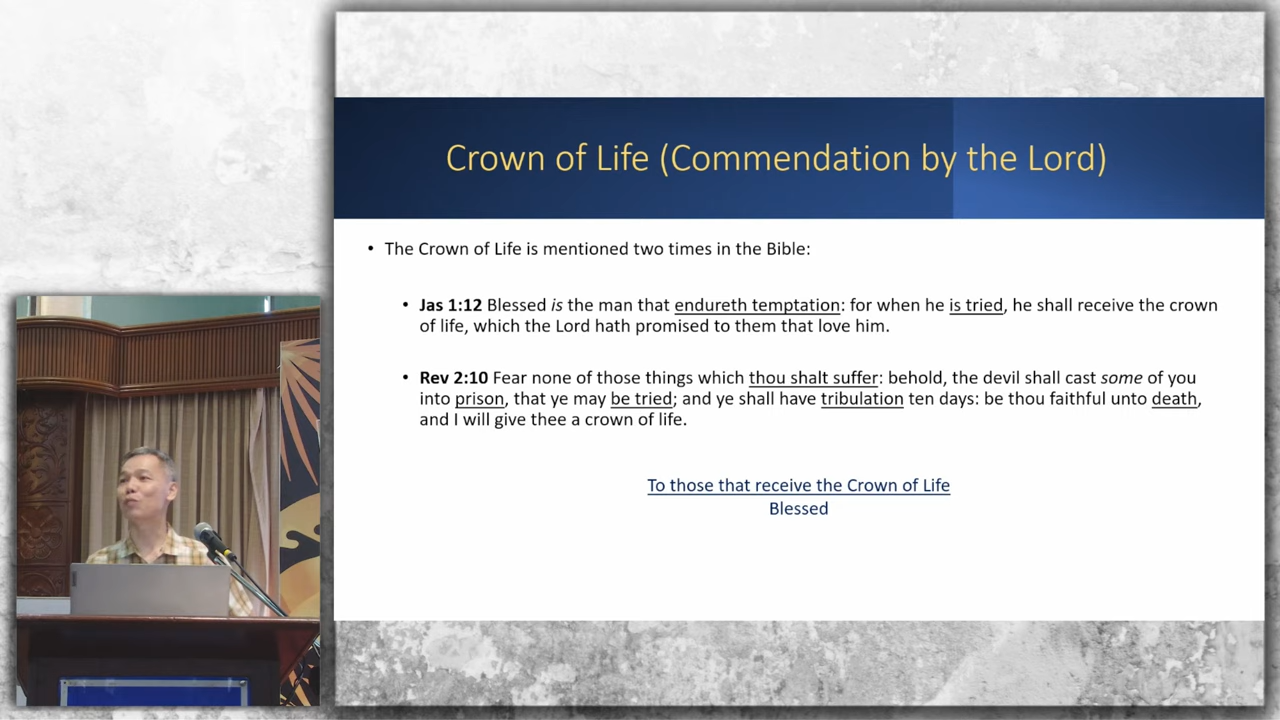 Crown of Life (Commendation by the Lord)
• The Crown of Life is mentioned two times in the Bible:
• Jas 1:12 Blessed is the man that endureth temptation: for when he is tried, he shall receive the crown
of life, which the Lord hath promised to them that love him.
• Rev 2:10 Fear none of those things which thou shalt suffer: behold, the devil shall cast some of you
into prison, that ye may be tried; and ye shall have tribulation ten days: be thou faithful unto death,
and I will give thee a crown of life.
To those that receive the Crown of Life
Blessed